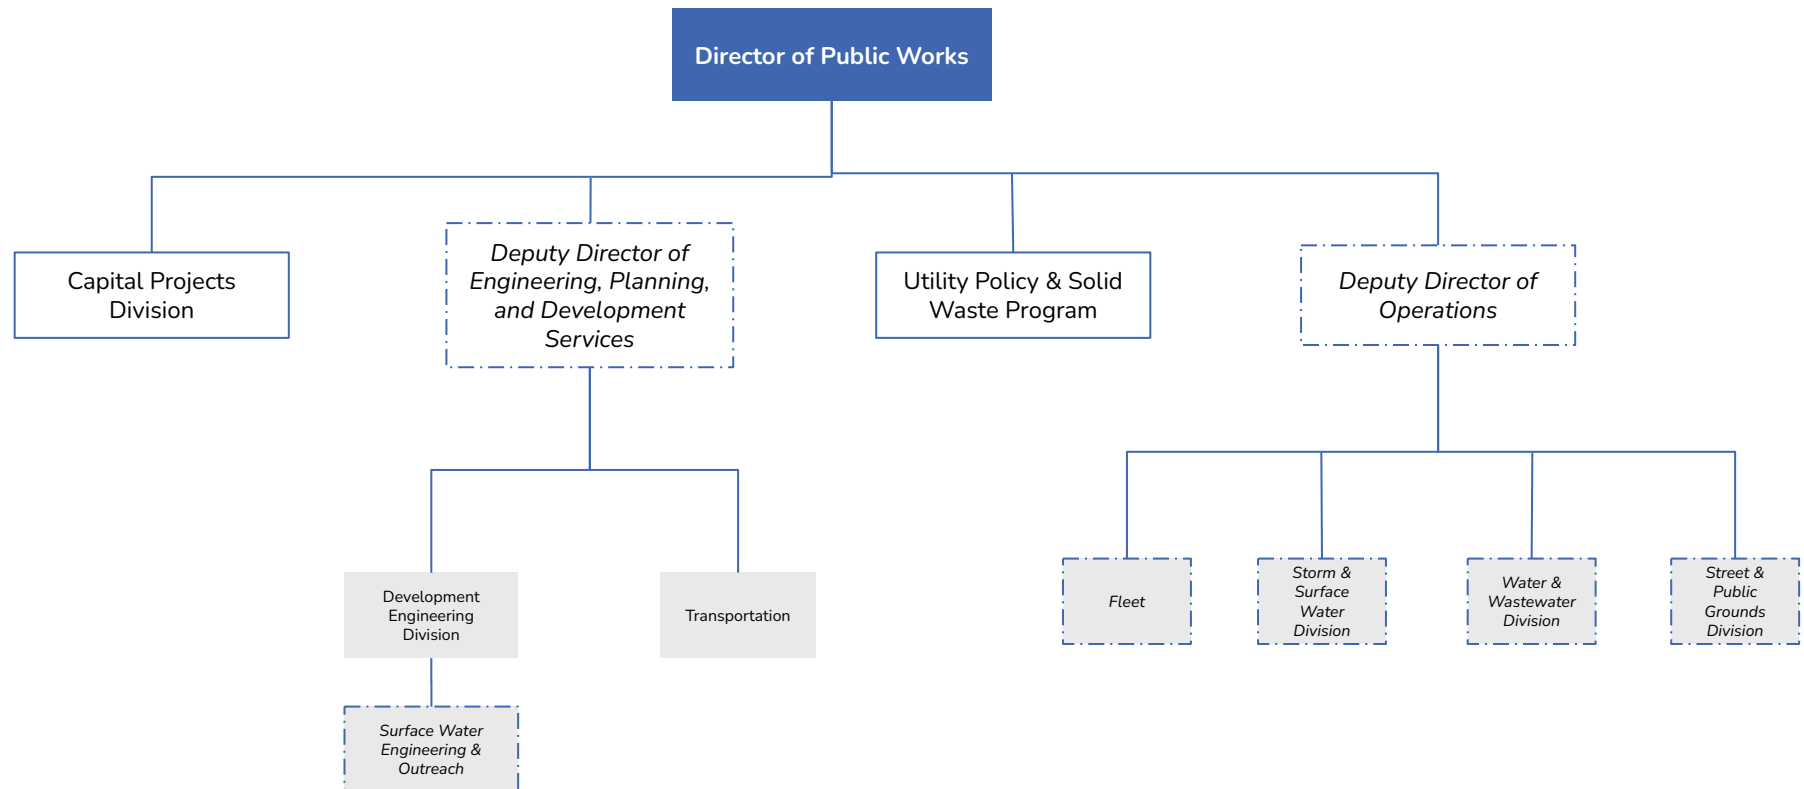 Director of Public Works
Capital Projects
Division
Deputy Director of
Engineering, Planning,
and Development
Services
Utility Policy & Solid
Waste Program
Deputy Director of
Operations
Development
Engineering
Division
Transportation
Fleet
Storm &
Surface
Water
Division
Water &
Wastewater
Division
Street &
Public
Grounds
Division
Surface Water
Engineering &
Outreach